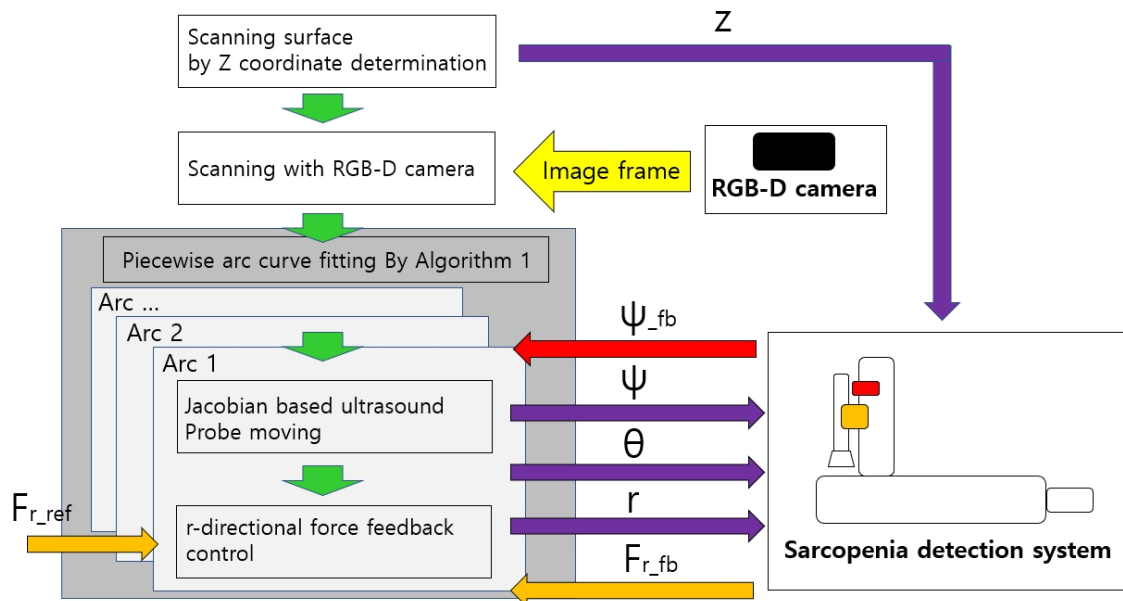 Scanning surface
by Z coordinate determination
z
Scanning with RGB-D camera
Image frame
RGB-D camera
Piecewise arc curve fitting By Algorithm 1
Arc ...
Arc 2
Arc 1
Jacobian based ultrasound
Probe moving
r-directional force feedback
control
Fr_ref
ψ_fb
ψ
θ
r
Fr_fb
Sarcopenia detection system